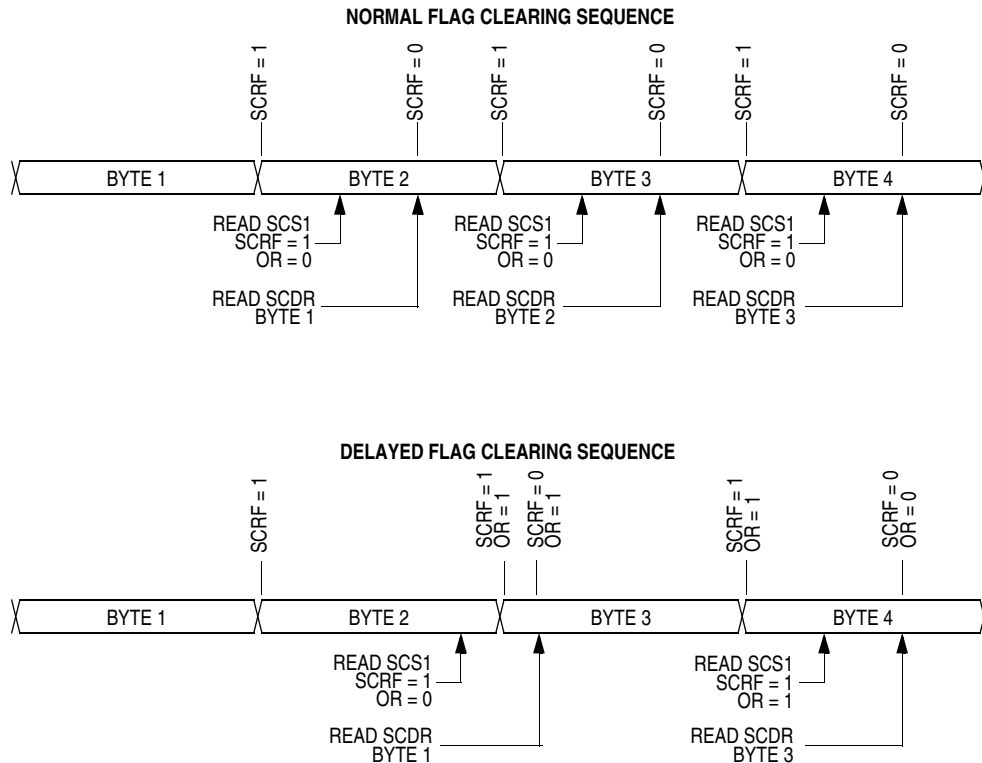 NORMAL FLAG CLEARING SEQUENCE
SCRF = 1
SCRF = 0
SCRF = 1
SCRF = 0
SCRF = 1
SCRF = 0
BYTE 1
BYTE 2
BYTE 3
BYTE 4
READ SCS1
SCRF = 1
OR = 0
READ SCS1
SCRF = 1
OR = 0
READ SCS1
SCRF = 1
OR = 0
READ SCDR
BYTE 1
READ SCDR
BYTE 2
READ SCDR
BYTE 3
DELAYED FLAG CLEARING SEQUENCE
SCRF = 1
SCRF = 1
OR = 1
SCRF = 0
OR = 1
SCRF = 1
OR = 1
SCRF = 0
OR = 0
BYTE 1
BYTE 2
BYTE 3
BYTE 4
READ SCS1
SCRF = 1
OR = 0
READ SCS1
SCRF = 1
OR = 1
READ SCDR
BYTE 1
READ SCDR
BYTE 3